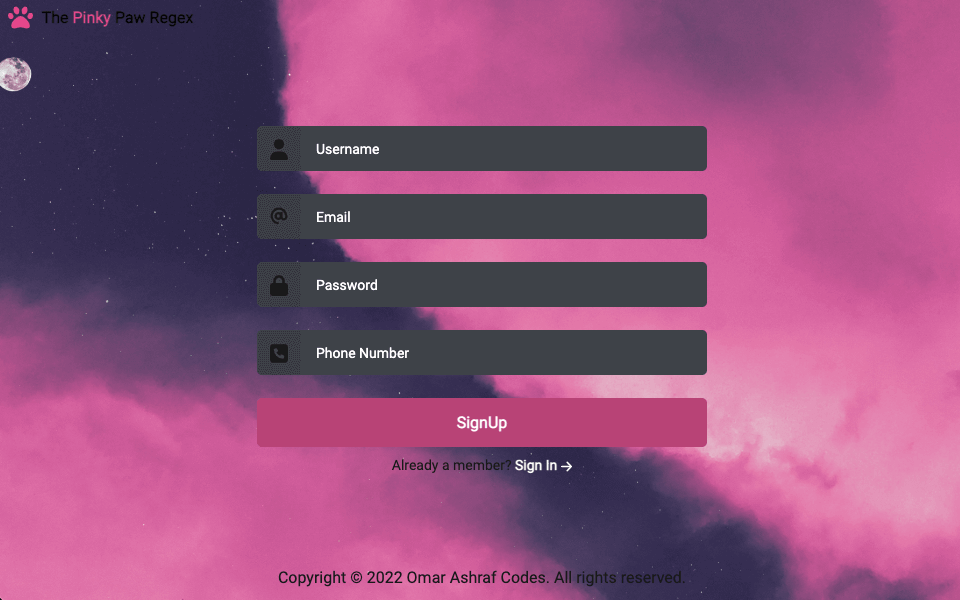 The Pinky Paw Regex
Username
Email
Password
Phone Number
SignUp
Already a member? Sign In →
Copyright © 2022 Omar Ashraf Codes. All rights reserved.